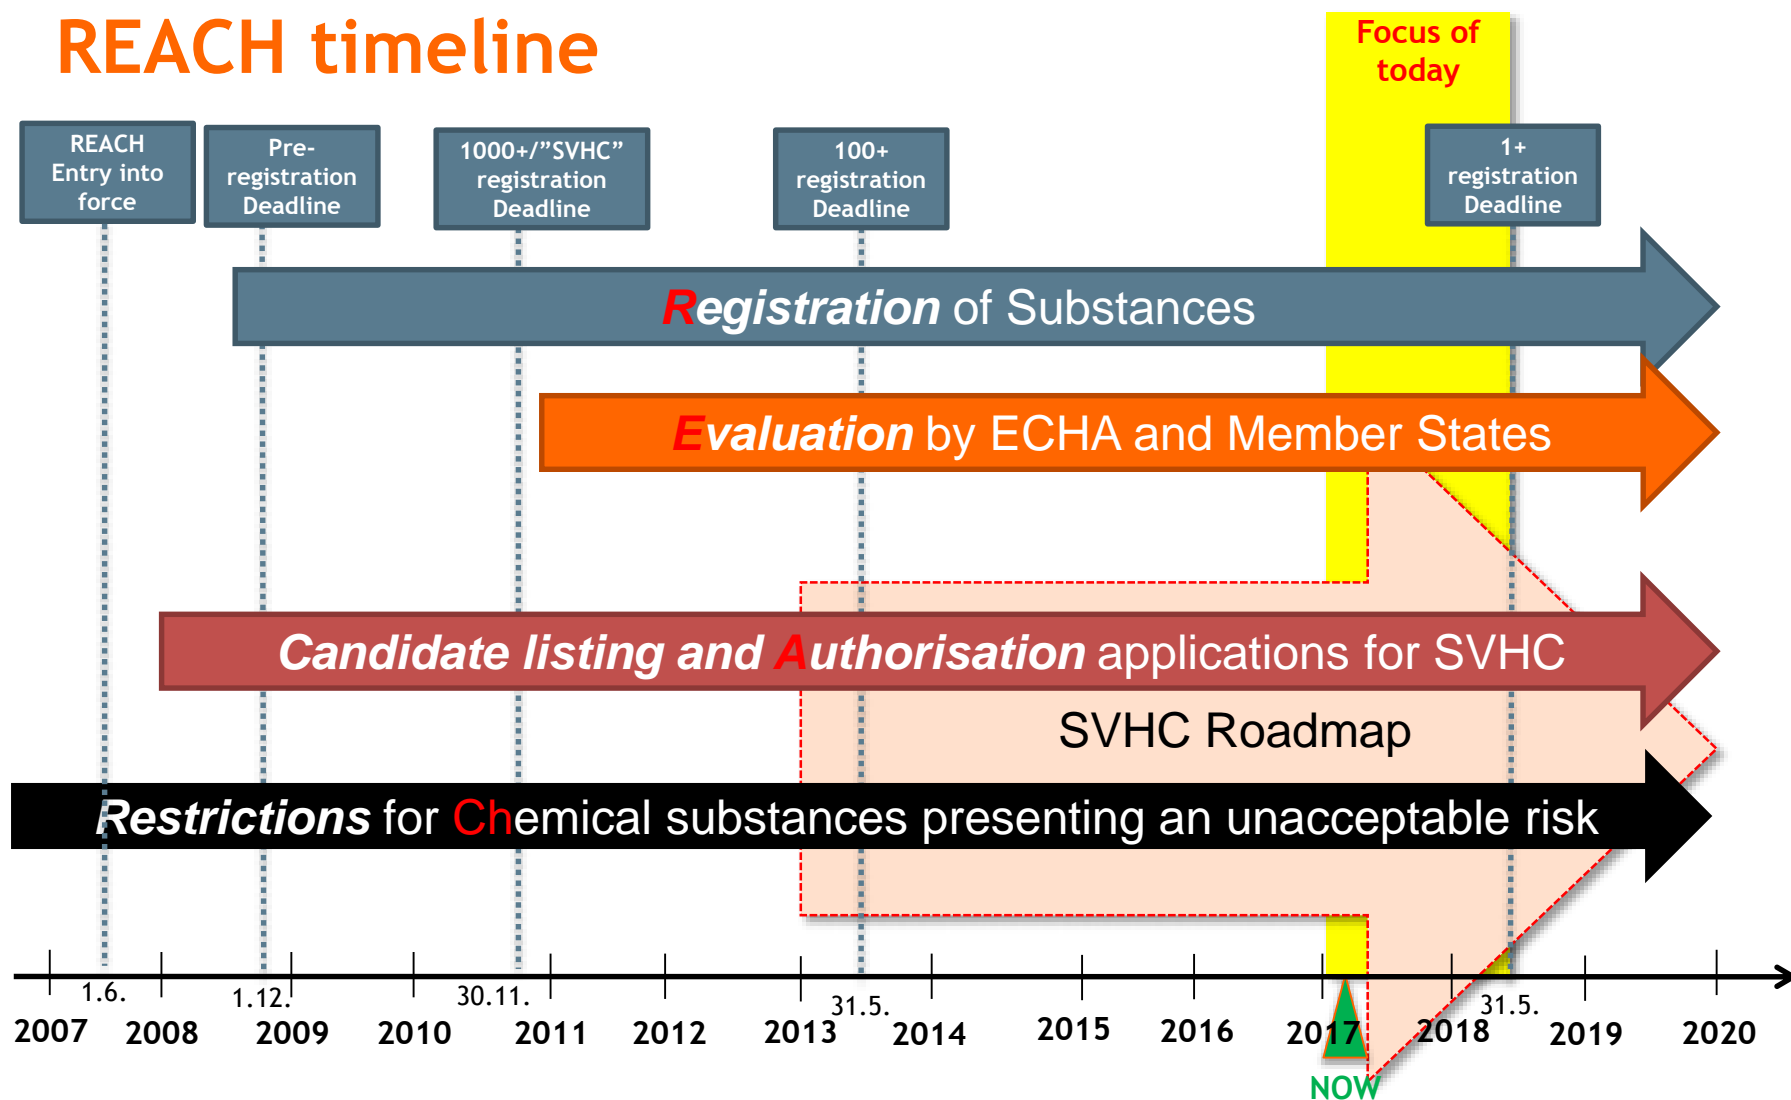 REACH timeline
Focus of
today
REACH
Entry into
force
Pre-
registration
Deadline
1000+/”SVHC”
registration
Deadline
100+
registration
Deadline
1+
registration
Deadline
Registration of Substances
Evaluation by ECHA and Member States
Candidate listing and Authorisation applications for SVHC
SVHC Roadmap
Restrictions for Chemical substances presenting an unacceptable risk
1.6.
1.12.
30.11.
31.5.
31.5.
2007
2008
2009
2010
2011
2012
2013
2014
2015
2016
2017
2018
2019
2020
NOW